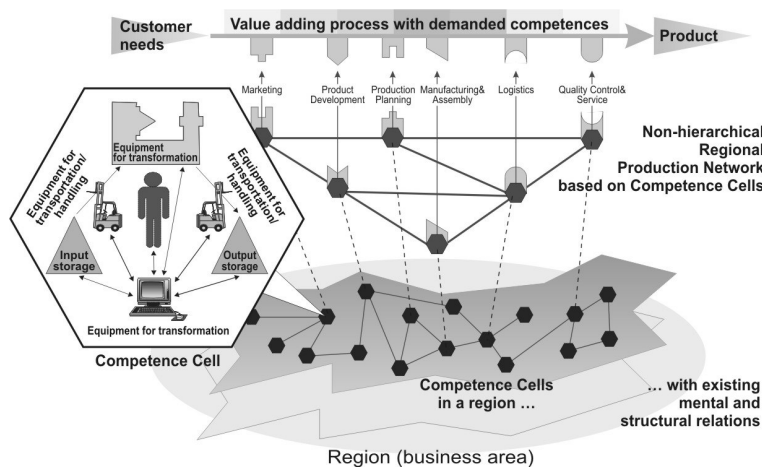 Customer
needs
Value adding process with demanded competences
Product
Marketing
Product
Development
Production
Planning
Manufacturing&
Assembly
Logistics
Quality Control&
Service
Non-hierarchical
Regional
Production Network
based on Competence Cells
Equipment
for transformation
Equipment for
transportation/
handling
Equipment for
transportation/
handling
Input
storage
Output
storage
Equipment for transformation
Competence Cell
Competence Cells
in a region ...
... with existing
mental and
structural relations
Region (business area)